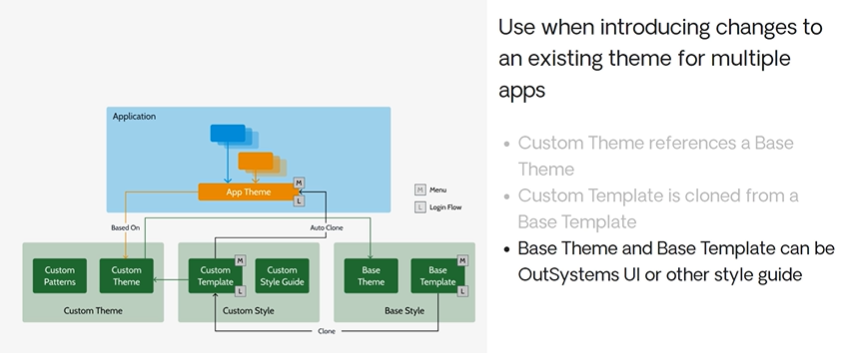 Use when introducing changes to
an existing theme for multiple
apps
• Custom Theme references a Base
Theme
• Custom Template is cloned from a
Base Template
• Base Theme and Base Template can be
OutSystems UI or other style guide
Application
App Theme
M
L
M Menu
L Login Flow
Based On
Auto Clone
Custom
Patterns
Custom
Theme
Custom Theme
Custom
Template
M
L
Custom
Style Guide
Custom Style
Base
Theme
Base
Template
M
L
Base Style
Clone